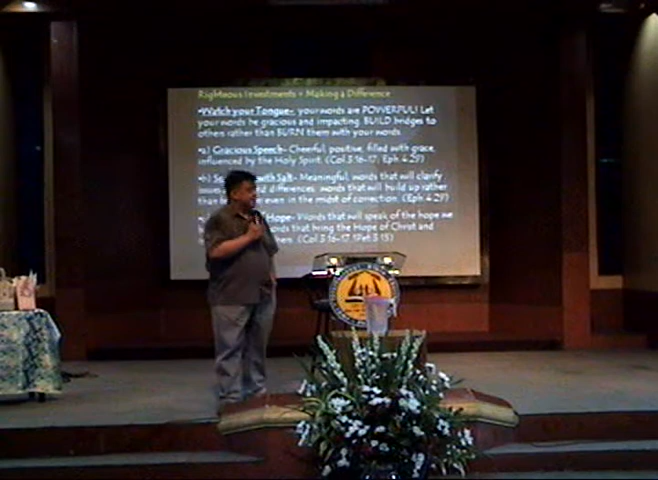 Righteous Investments = Making a Difference
•Watch your Tongue- your words are POWERFUL! Let
your words be gracious and impacting. BUILD bridges to
others rather than BURN them with your words.
•a) Gracious Speech- Cheerful, positive, filled with grace,
influenced by the Holy Spirit. (Col 3:16-17; Eph. 4:29)
•b) with Salt- Meaningful, words that will clarify
differences, words that will build up rather
even in the midst of correction. (Eph 4:29)
Hope- Words that will speak of the hope we
that bring the Hope of Christ and
(Col 3:16-17, 1Pet 3:15)